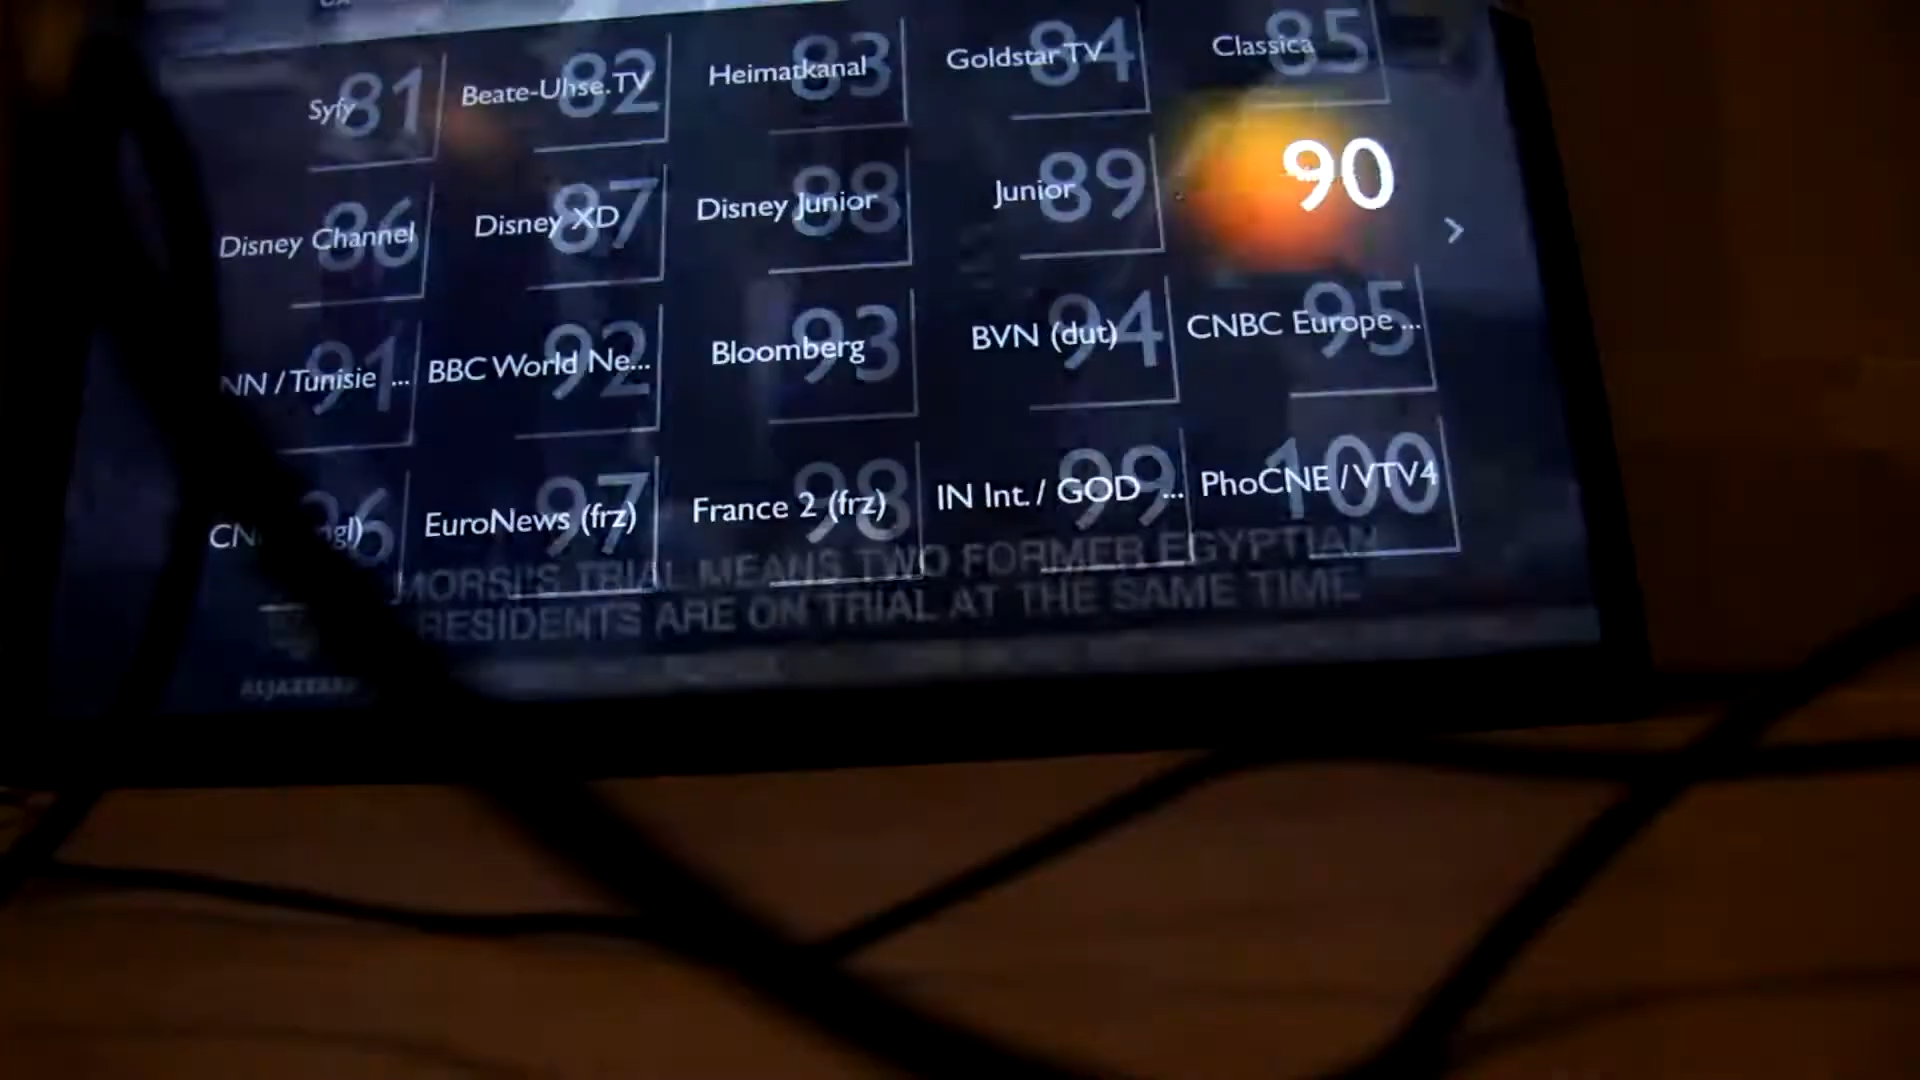 81 82 83 84 85
Syfy Beate-Uhse.TV Heimatkanal Goldstar TV Classica
86 87 88 89 90
Disney Channel Disney XD Disney Junior Junior
91 92 93 94 95
NN / Tunisie ... BBC World Ne... Bloomberg BVN (dut) CNBC Europe ...
97 98 99 100
EuroNews (frz) France 2 (frz) IN Int. / GOD ... PhoCNE / VTV4
MORSI'S TRIAL MEANS TWO FORMER EGYPTIAN
RESIDENTS ARE ON TRIAL AT THE SAME TIME
ALJAZEERA